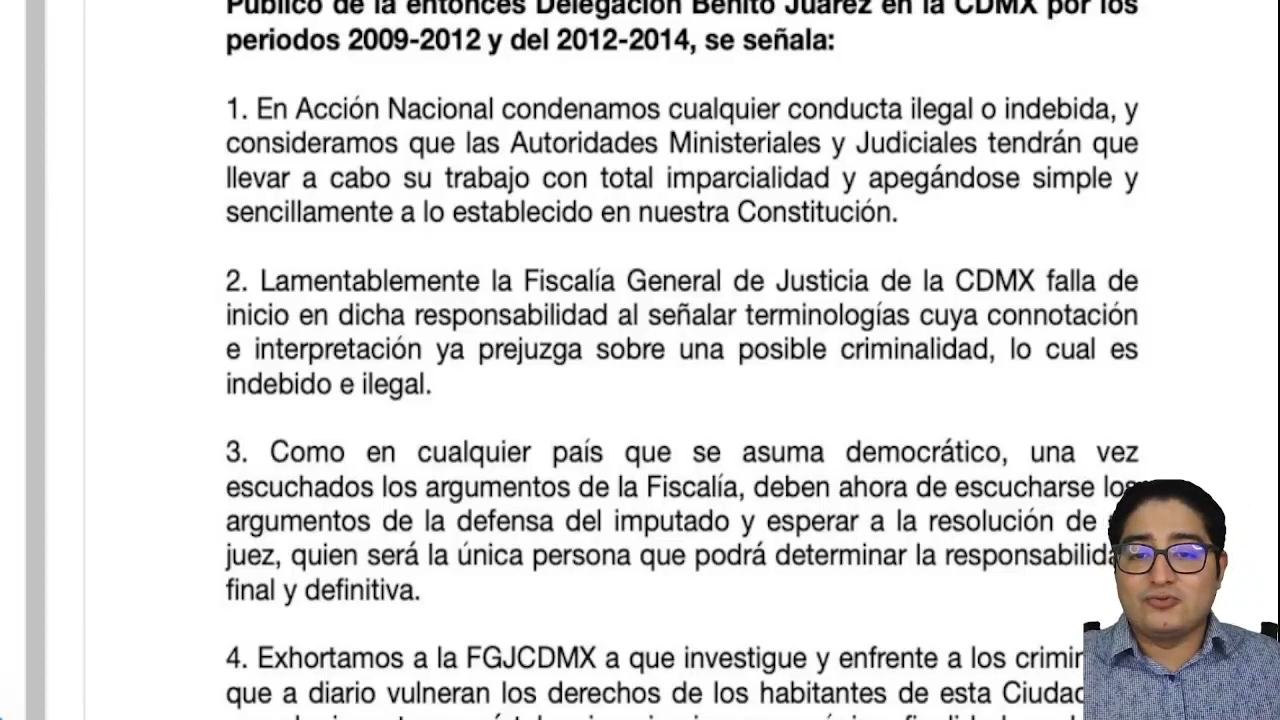 Público de la entonces Delegación Benito Juárez en la CDMX por los
periodos 2009-2012 y del 2012-2014, se señala:
1. En Acción Nacional condenamos cualquier conducta ilegal o indebida, y
consideramos que las Autoridades Ministeriales y Judiciales tendrán que
llevar a cabo su trabajo con total imparcialidad y apegándose simple y
sencillamente a lo establecido en nuestra Constitución.
2. Lamentablemente la Fiscalía General de Justicia de la CDMX falla de
inicio en dicha responsabilidad al señalar terminologías cuya connotación
e interpretación ya prejuzga sobre una posible criminalidad, lo cual es
indebido e ilegal.
3. Como en cualquier país que se asuma democrático, una vez
escuchados los argumentos de la Fiscalía, deben ahora de escucharse los
argumentos de la defensa del imputado y esperar a la resolución de
juez, quien será la única persona que podrá determinar la
final y definitiva.
4. Exhortamos a la FGJCDMX a que investigue y enfrente a los
que a diario vulneran los derechos de los habitantes de esta Ciudad